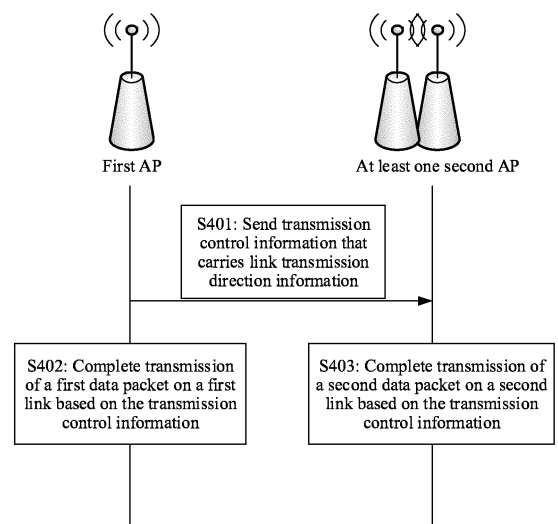 First AP
At least one second AP
S401: Send transmission
control information that
carries link transmission
direction information
S402: Complete transmission
of a first data packet on a first
link based on the transmission
control information
S403: Complete transmission of
a second data packet on a second
link based on the transmission
control information